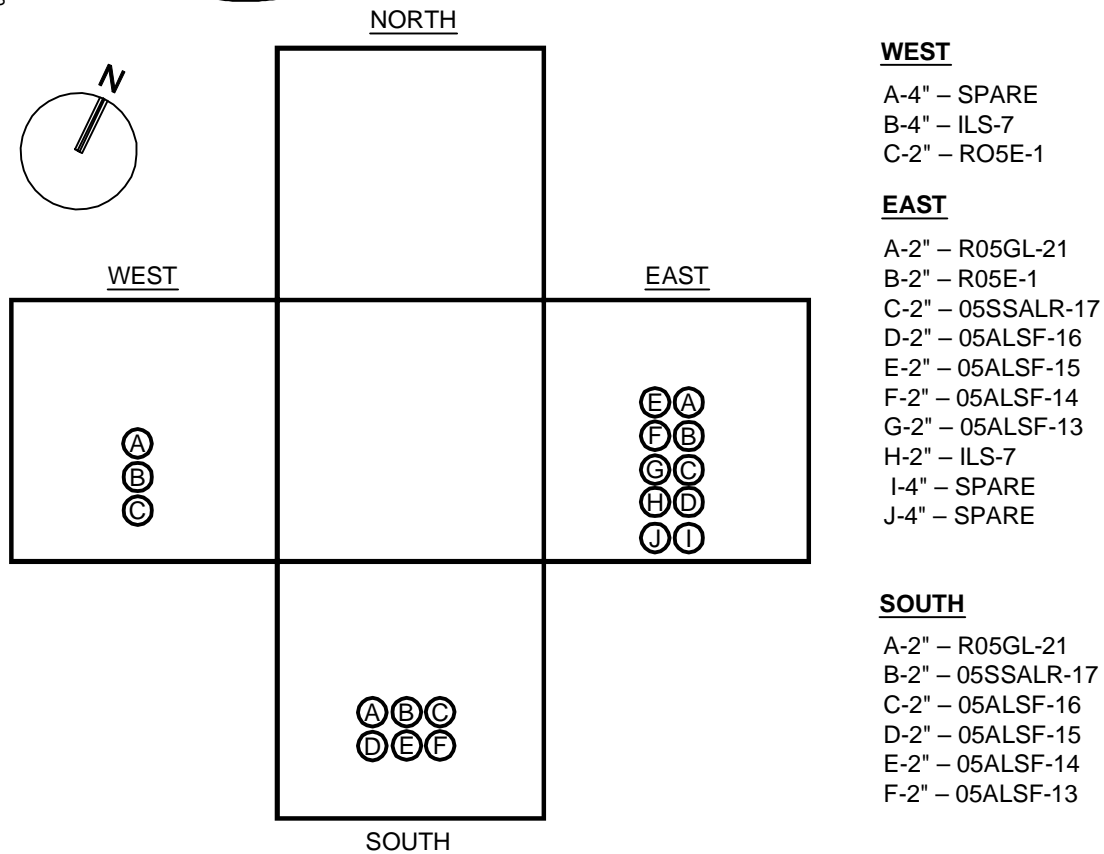 NORTH
N
WEST
EAST
A
B
C
E A
F B
G C
H D
J I
A B C
D E F
SOUTH
WEST
A-4" – SPARE
B-4" – ILS-7
C-2" – RO5E-1
EAST
A-2" – R05GL-21
B-2" – R05E-1
C-2" – 05SSALR-17
D-2" – 05ALSF-16
E-2" – 05ALSF-15
F-2" – 05ALSF-14
G-2" – 05ALSF-13
H-2" – ILS-7
I-4" – SPARE
J-4" – SPARE
SOUTH
A-2" – R05GL-21
B-2" – 05SSALR-17
C-2" – 05ALSF-16
D-2" – 05ALSF-15
E-2" – 05ALSF-14
F-2" – 05ALSF-13